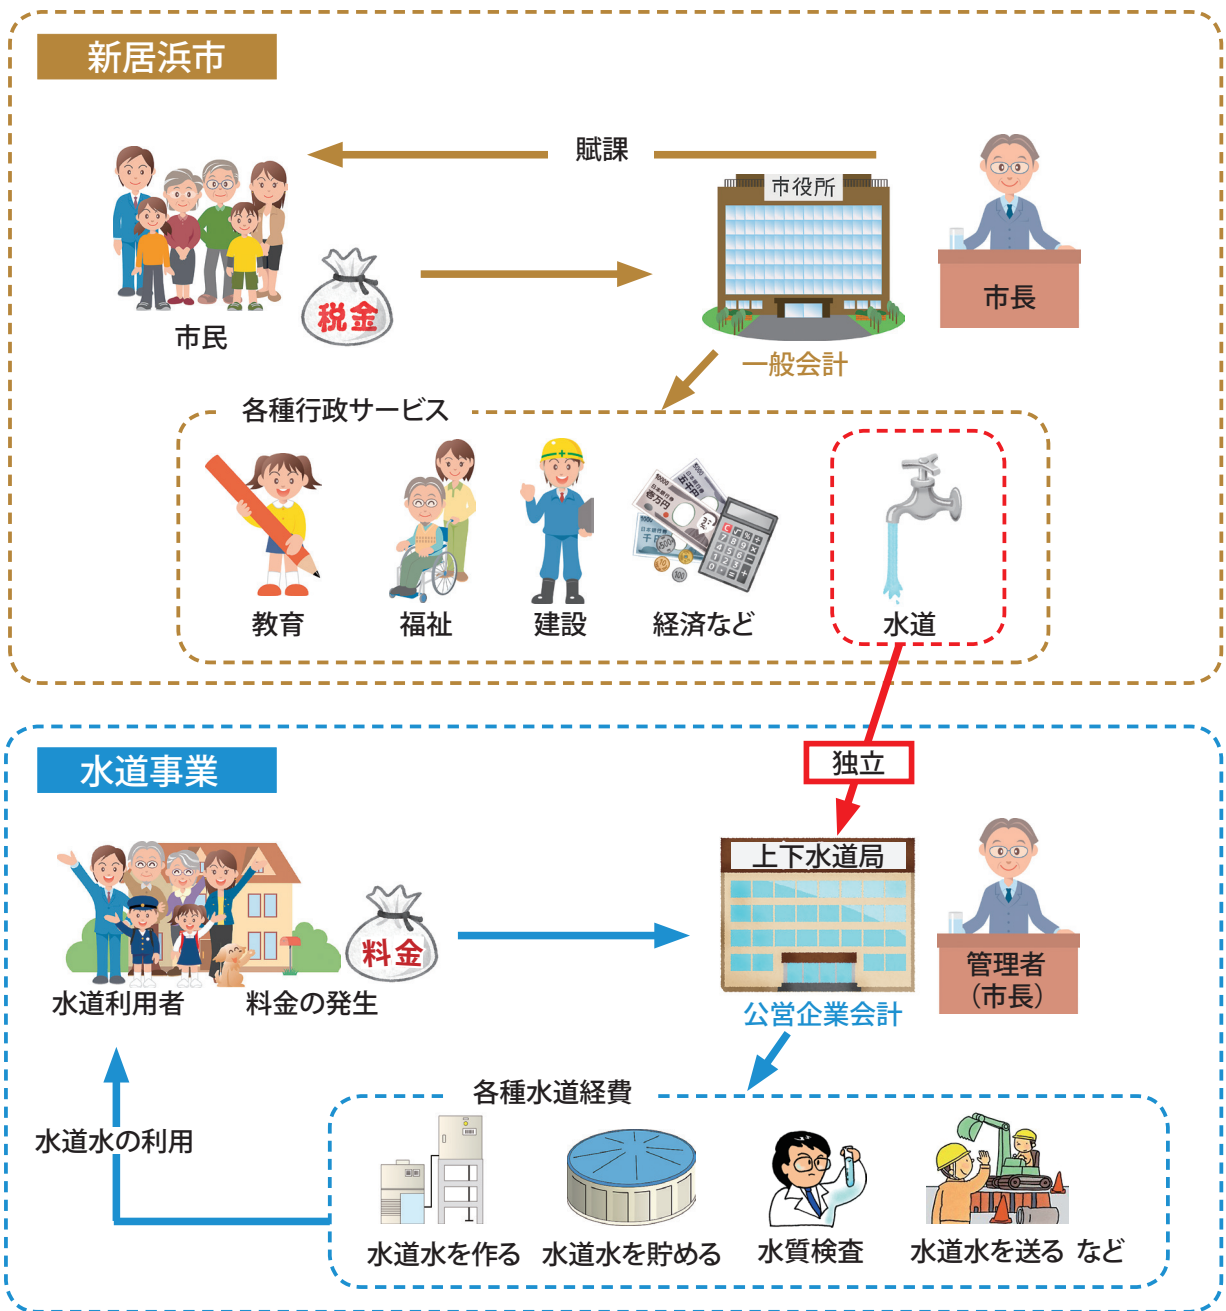 新居浜市
賦課
市役所
市長
税金
市民
一般会計
各種行政サービス
教育
福祉
建設
経済など
水道
水道事業
独立
上下水道局
料金
管理者
（市長）
水道利用者
料金の発生
公営企業会計
各種水道経費
水道水の利用
水道水を作る
水道水を貯める
水質検査
水道水を送る など